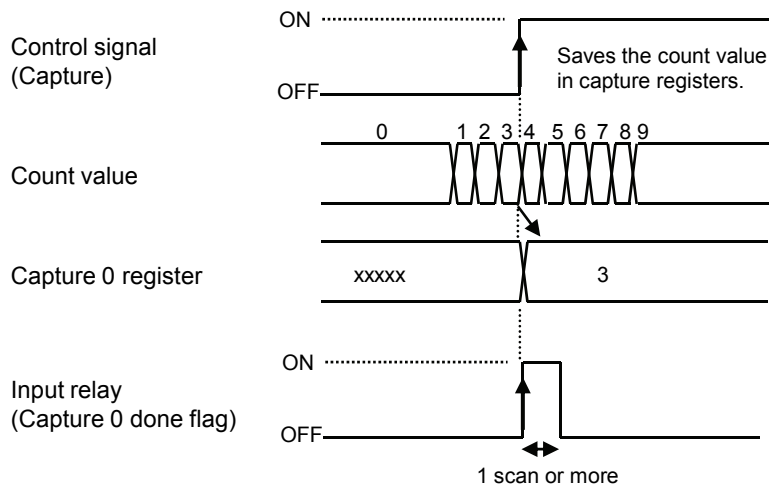 ON
Control signal
(Capture)
Saves the count value
in capture registers.
OFF
0 1 2 3 4 5 6 7 8 9
Count value
Capture 0 register
xxxxx
3
ON
Input relay
(Capture 0 done flag)
OFF
1 scan or more